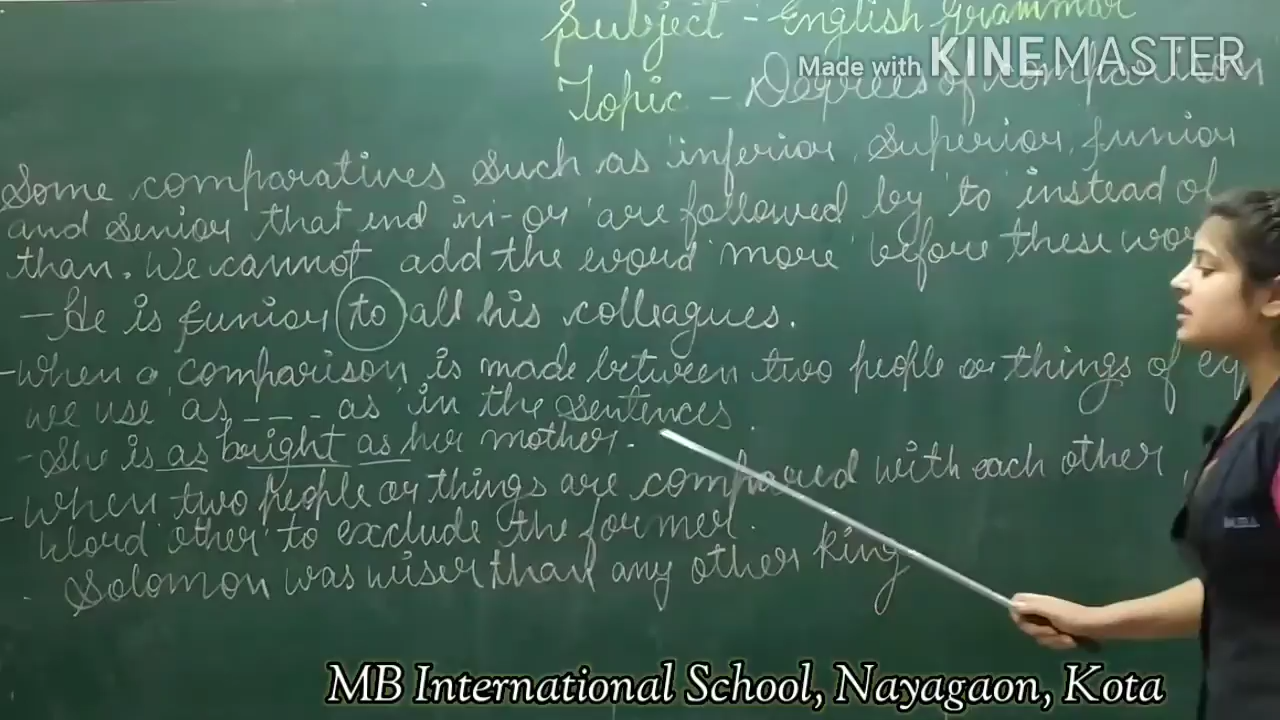 Subject - English Grammar
Made with KINEMASTER
Topic - Degrees of Comparison
Some comparatives such as inferior, superior, junior
and senior that end in -or are followed by 'to' instead of
than. We cannot add the word 'more' before these
- He is junior to all his colleagues.
- When a comparison is made between two people or things of
we use as _ _ _ as in the sentences.
- She is as bright as her mother.
- When two people or things are compared with each other,
word 'other' to exclude the former.
Solomon was wiser than any other king
MB International School, Nayagaon, Kota